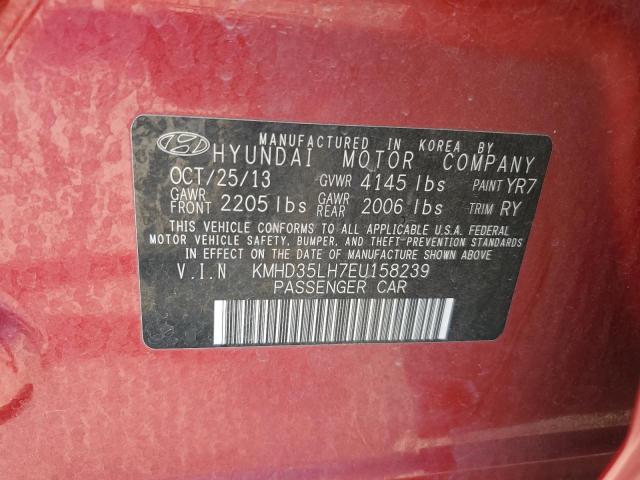 MANUFACTURED IN KOREA BY
HYUNDAI MOTOR COMPANY
OCT/25/13 GVWR 4145 lbs PAINT YR7
GAWR FRONT 2205 lbs GAWR REAR 2006 lbs TRIM RY
THIS VEHICLE CONFORMS TO ALL APPLICABLE U.S.A. FEDERAL
MOTOR VEHICLE SAFETY, BUMPER, AND THEFT PREVENTION STANDARDS
IN EFFECT ON THE DATE OF MANUFACTURE SHOWN ABOVE.
V.I.N KMHD35LH7EU158239
PASSENGER CAR